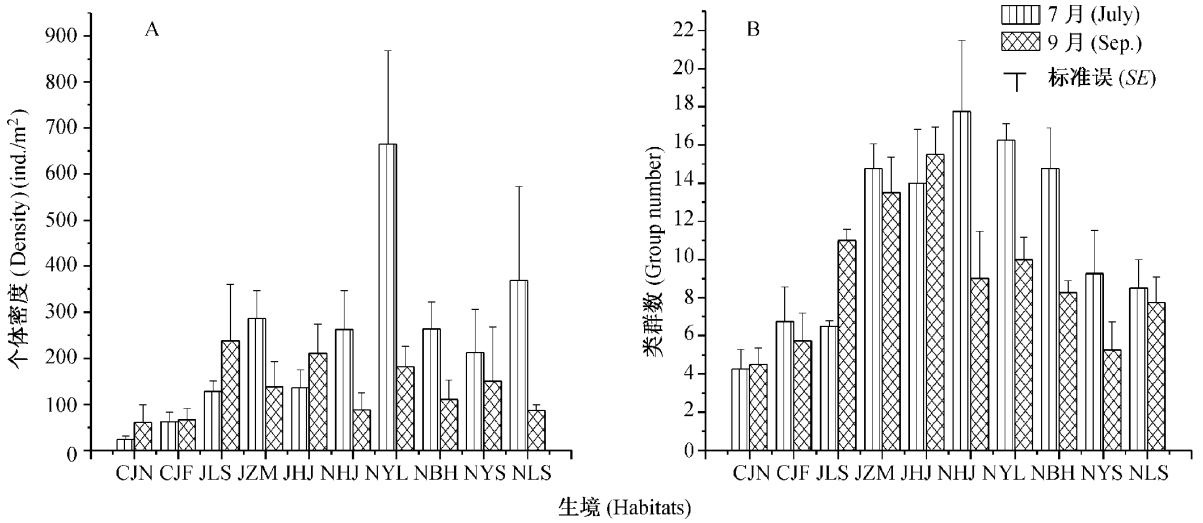 A
900
800
700
600
500
400
300
200
100
0
个体密度 (Density) (ind./m²)
CJN CJF JLS JZM JHJ NHJ NYL NBH NYS NLS
B
7 月 (July)
9 月 (Sep.)
标准误 (SE)
22
20
18
16
14
12
10
8
6
4
2
0
类群数 (Group number)
CJN CJF JLS JZM JHJ NHJ NYL NBH NYS NLS
生境 (Habitats)